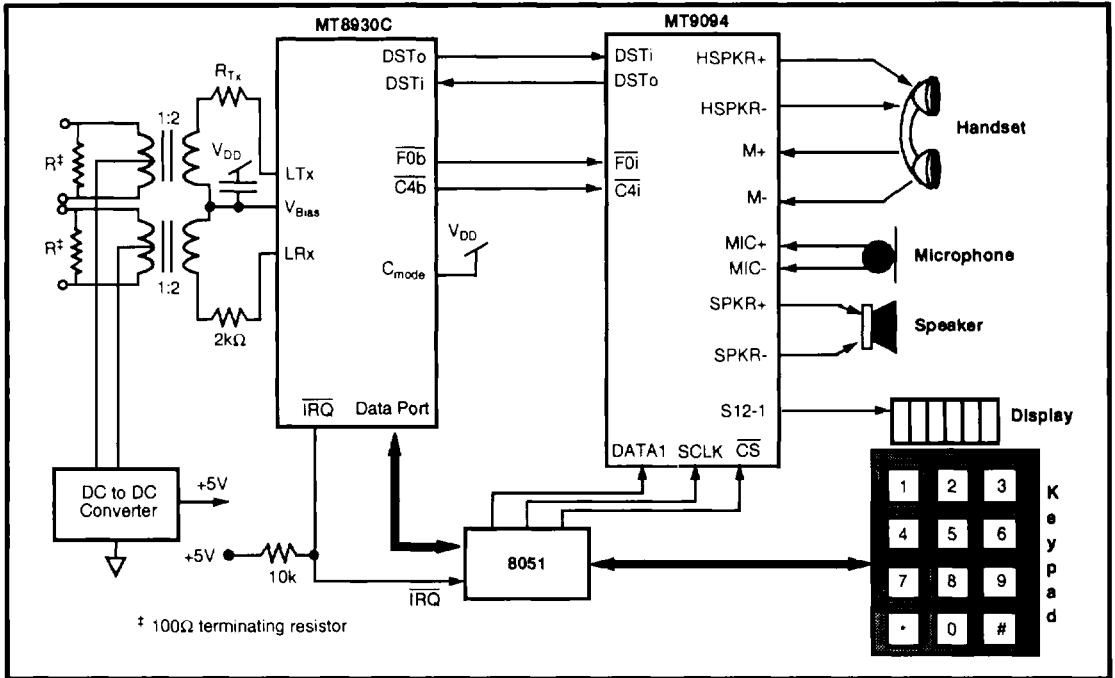 MT8930C
MT9094
DSTo
DSTi
F0b
C4b
LTx
VBias
LRx
Cmode
VDD
IRQ
Data Port
RTx
1:2
VDD
R‡
R‡
1:2
2kΩ
DSTi
DSTo
F0i
C4i
HSPKR+
HSPKR-
M+
M-
MIC+
MIC-
SPKR+
SPKR-
S12-1
DATA1 SCLK CS
Handset
Microphone
Speaker
Display
DC to DC
Converter
+5V
+5V
10k
IRQ
8051
1 2 3
4 5 6
7 8 9
· 0 #
Keypad
‡ 100Ω terminating resistor